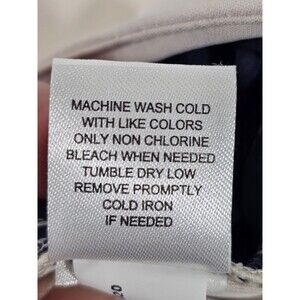 MACHINE WASH COLD
WITH LIKE COLORS
ONLY NON CHLORINE
BLEACH WHEN NEEDED
TUMBLE DRY LOW
REMOVE PROMPTLY
COLD IRON
IF NEEDED
20